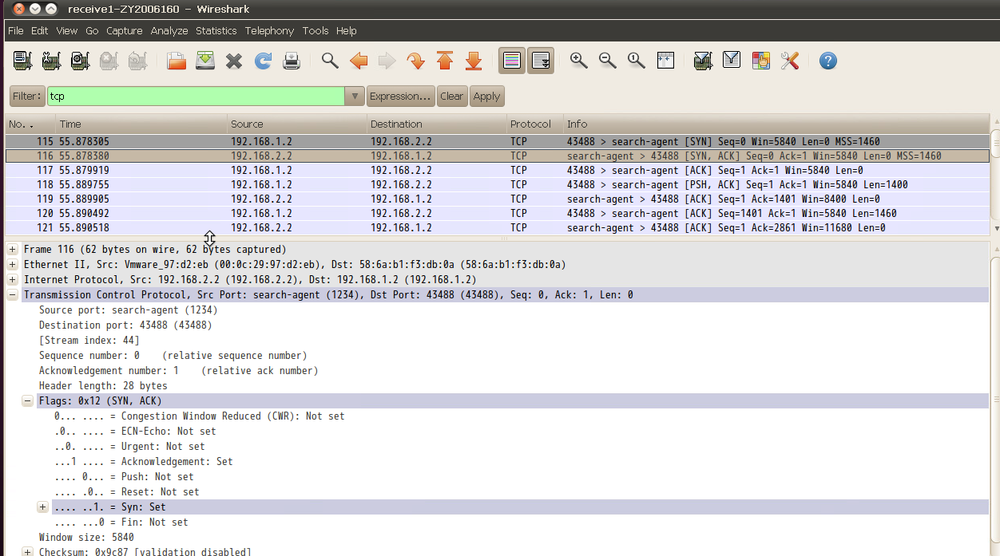 receive1-ZY2006160 - Wireshark
File Edit View Go Capture Analyze Statistics Telephony Tools Help
Filter: tcp Expression... Clear Apply
No. . Time Source Destination Protocol Info
115 55.878305 192.168.1.2 192.168.2.2 TCP 43488 > search-agent [SYN] Seq=0 Win=5840 Len=0 MSS=1460
116 55.878380 192.168.2.2 192.168.1.2 TCP search-agent > 43488 [SYN, ACK] Seq=0 Ack=1 Win=5840 Len=0 MSS=1460
117 55.879919 192.168.1.2 192.168.2.2 TCP 43488 > search-agent [ACK] Seq=1 Ack=1 Win=5840 Len=0
118 55.889755 192.168.1.2 192.168.2.2 TCP 43488 > search-agent [PSH, ACK] Seq=1 Ack=1 Win=5840 Len=1400
119 55.889905 192.168.2.2 192.168.1.2 TCP search-agent > 43488 [ACK] Seq=1 Ack=1401 Win=8400 Len=0
120 55.890492 192.168.1.2 192.168.2.2 TCP 43488 > search-agent [ACK] Seq=1401 Ack=1 Win=5840 Len=1460
121 55.890518 192.168.2.2 192.168.1.2 TCP search-agent > 43488 [ACK] Seq=1 Ack=2861 Win=11680 Len=0
Frame 116 (62 bytes on wire, 62 bytes captured)
Ethernet II, Src: Vmware_97:d2:eb (00:0c:29:97:d2:eb), Dst: 58:6a:b1:f3:db:0a (58:6a:b1:f3:db:0a)
Internet Protocol, Src: 192.168.2.2 (192.168.2.2), Dst: 192.168.1.2 (192.168.1.2)
Transmission Control Protocol, Src Port: search-agent (1234), Dst Port: 43488 (43488), Seq: 0, Ack: 1, Len: 0
Source port: search-agent (1234)
Destination port: 43488 (43488)
[Stream index: 44]
Sequence number: 0 (relative sequence number)
Acknowledgement number: 1 (relative ack number)
Header length: 28 bytes
Flags: 0x12 (SYN, ACK)
0... .... = Congestion Window Reduced (CWR): Not set
.0.. .... = ECN-Echo: Not set
..0. .... = Urgent: Not set
...1 .... = Acknowledgement: Set
.... 0... = Push: Not set
.... .0.. = Reset: Not set
.... ..1. = Syn: Set
.... ...0 = Fin: Not set
Window size: 5840
Checksum: 0x9c87 [validation disabled]